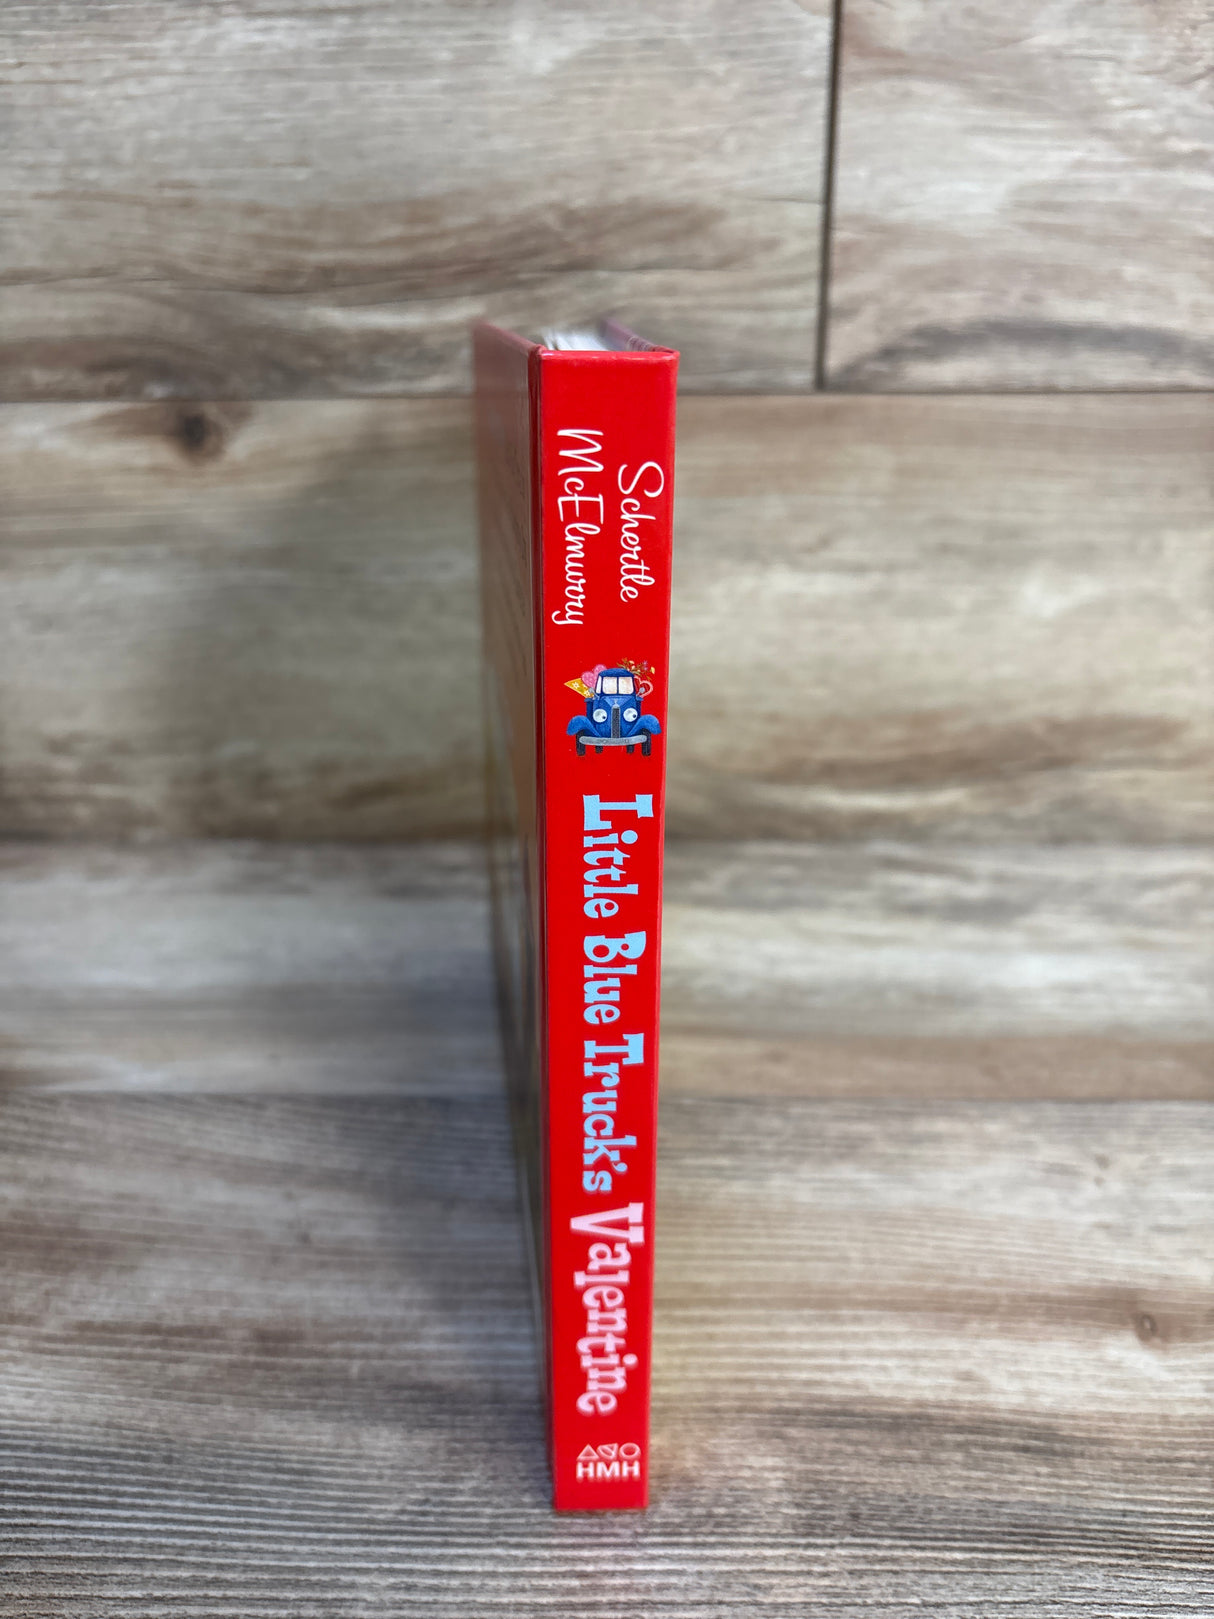 Schertle
McElmurry
Little Blue Truck's Valentine
HMH